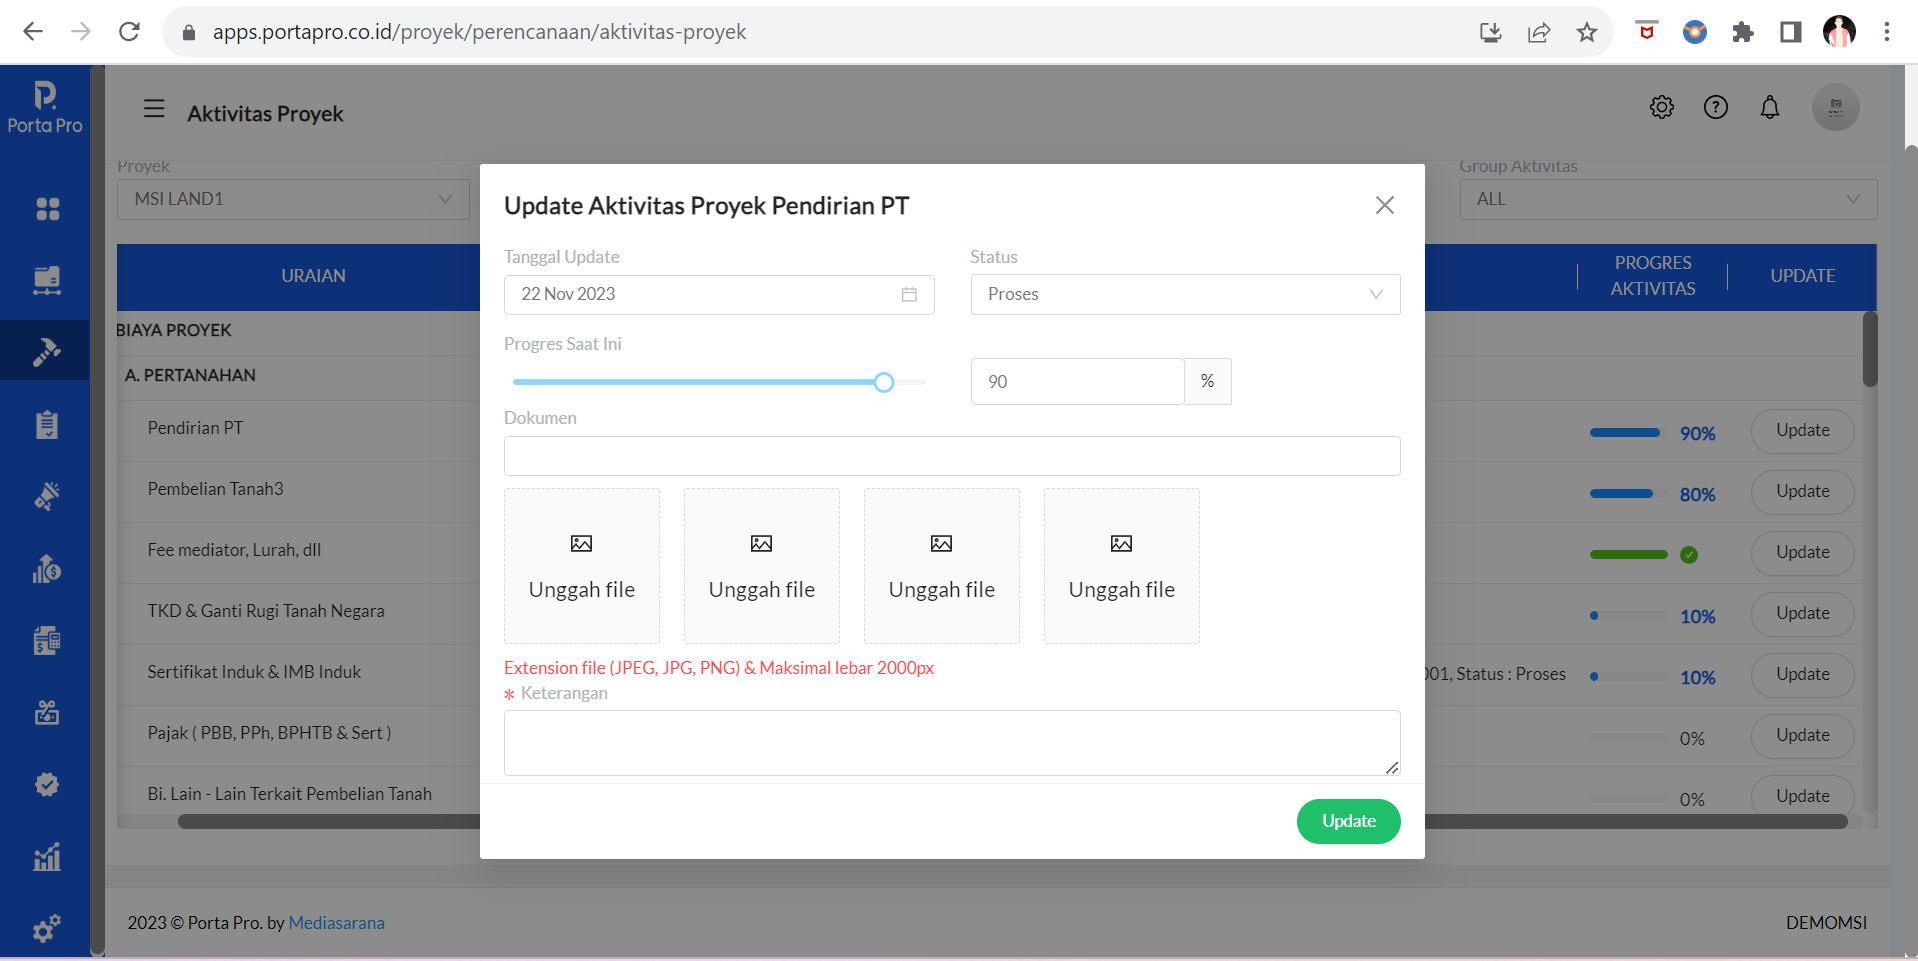 apps.portapro.co.id/proyek/perencanaan/aktivitas-proyek
Porta Pro
Aktivitas Proyek
Proyek
MSI LAND1
Group Aktivitas
ALL
URAIAN
PROGRES
AKTIVITAS
UPDATE
BIAYA PROYEK
A. PERTANAHAN
Pendirian PT
90%
Update
Pembelian Tanah3
80%
Update
Fee mediator, Lurah, dll
Update
TKD & Ganti Rugi Tanah Negara
10%
Update
Sertifikat Induk & IMB Induk
001, Status : Proses
10%
Update
Pajak ( PBB, PPh, BPHTB & Sert )
0%
Update
Bi. Lain - Lain Terkait Pembelian Tanah
0%
Update
Update Aktivitas Proyek Pendirian PT
Tanggal Update
Status
22 Nov 2023
Proses
Progres Saat Ini
90
%
Dokumen
Unggah file
Unggah file
Unggah file
Unggah file
Extension file (JPEG, JPG, PNG) & Maksimal lebar 2000px
* Keterangan
Update
2023 © Porta Pro. by Mediasarana
DEMOMSI